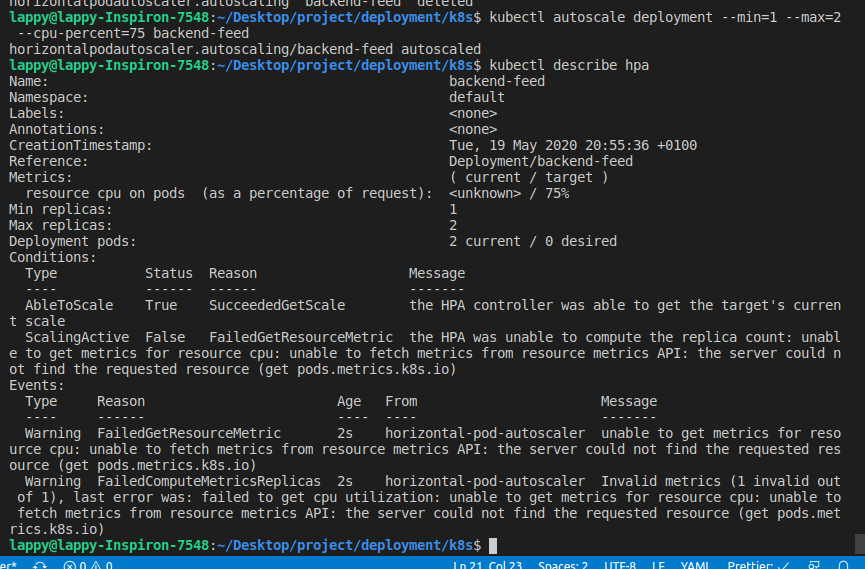 horizontalpodautoscaler.autoscaling "backend-feed" deleted
lappy@lappy-Inspiron-7548:~/Desktop/project/deployment/k8s$ kubectl autoscale deployment --min=1 --max=2
 --cpu-percent=75 backend-feed
horizontalpodautoscaler.autoscaling/backend-feed autoscaled
lappy@lappy-Inspiron-7548:~/Desktop/project/deployment/k8s$ kubectl describe hpa
Name:                                                  backend-feed
Namespace:                                             default
Labels:                                                <none>
Annotations:                                           <none>
CreationTimestamp:                                     Tue, 19 May 2020 20:55:36 +0100
Reference:                                             Deployment/backend-feed
Metrics:                                               ( current / target )
  resource cpu on pods  (as a percentage of request):  <unknown> / 75%
Min replicas:                                          1
Max replicas:                                          2
Deployment pods:                                       2 current / 0 desired
Conditions:
  Type           Status  Reason                   Message
  ----           ------  ------                   -------
  AbleToScale    True    SucceededGetScale        the HPA controller was able to get the target's curren
t scale
  ScalingActive  False   FailedGetResourceMetric  the HPA was unable to compute the replica count: unabl
e to get metrics for resource cpu: unable to fetch metrics from resource metrics API: the server could n
ot find the requested resource (get pods.metrics.k8s.io)
Events:
  Type     Reason                        Age   From                       Message
  ----     ------                        ----  ----                       -------
  Warning  FailedGetResourceMetric       2s    horizontal-pod-autoscaler  unable to get metrics for reso
urce cpu: unable to fetch metrics from resource metrics API: the server could not find the requested res
ource (get pods.metrics.k8s.io)
  Warning  FailedComputeMetricsReplicas  2s    horizontal-pod-autoscaler  Invalid metrics (1 invalid out
 of 1), last error was: failed to get cpu utilization: unable to get metrics for resource cpu: unable to
 fetch metrics from resource metrics API: the server could not find the requested resource (get pods.met
rics.k8s.io)
lappy@lappy-Inspiron-7548:~/Desktop/project/deployment/k8s$
er* 0 0 Ln 21, Col 23 Spaces: 2 UTF-8 LF YAML Prettier: ✓